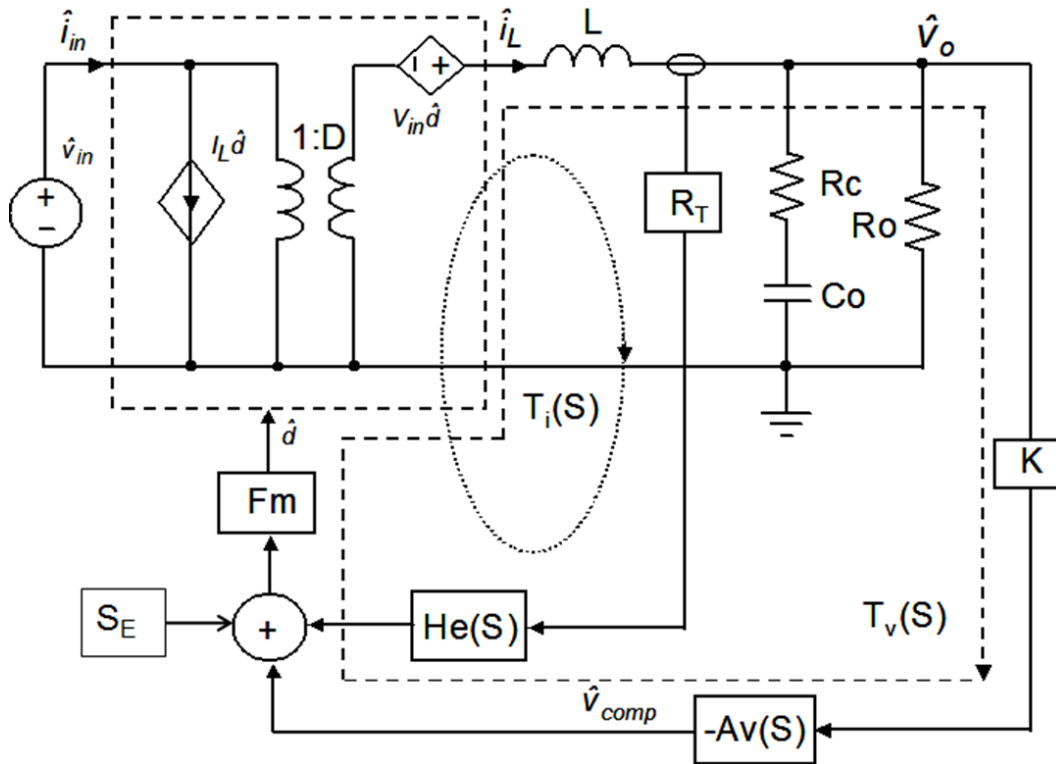 î_in
L
î_L
v̂_o
v̂_in
+
−
I_L d̂
1:D
I +
V_in d̂
R_T
Rc
Ro
Co
T_i(S)
d̂
K
Fm
S_E
+
He(S)
T_v(S)
v̂_comp
-Av(S)